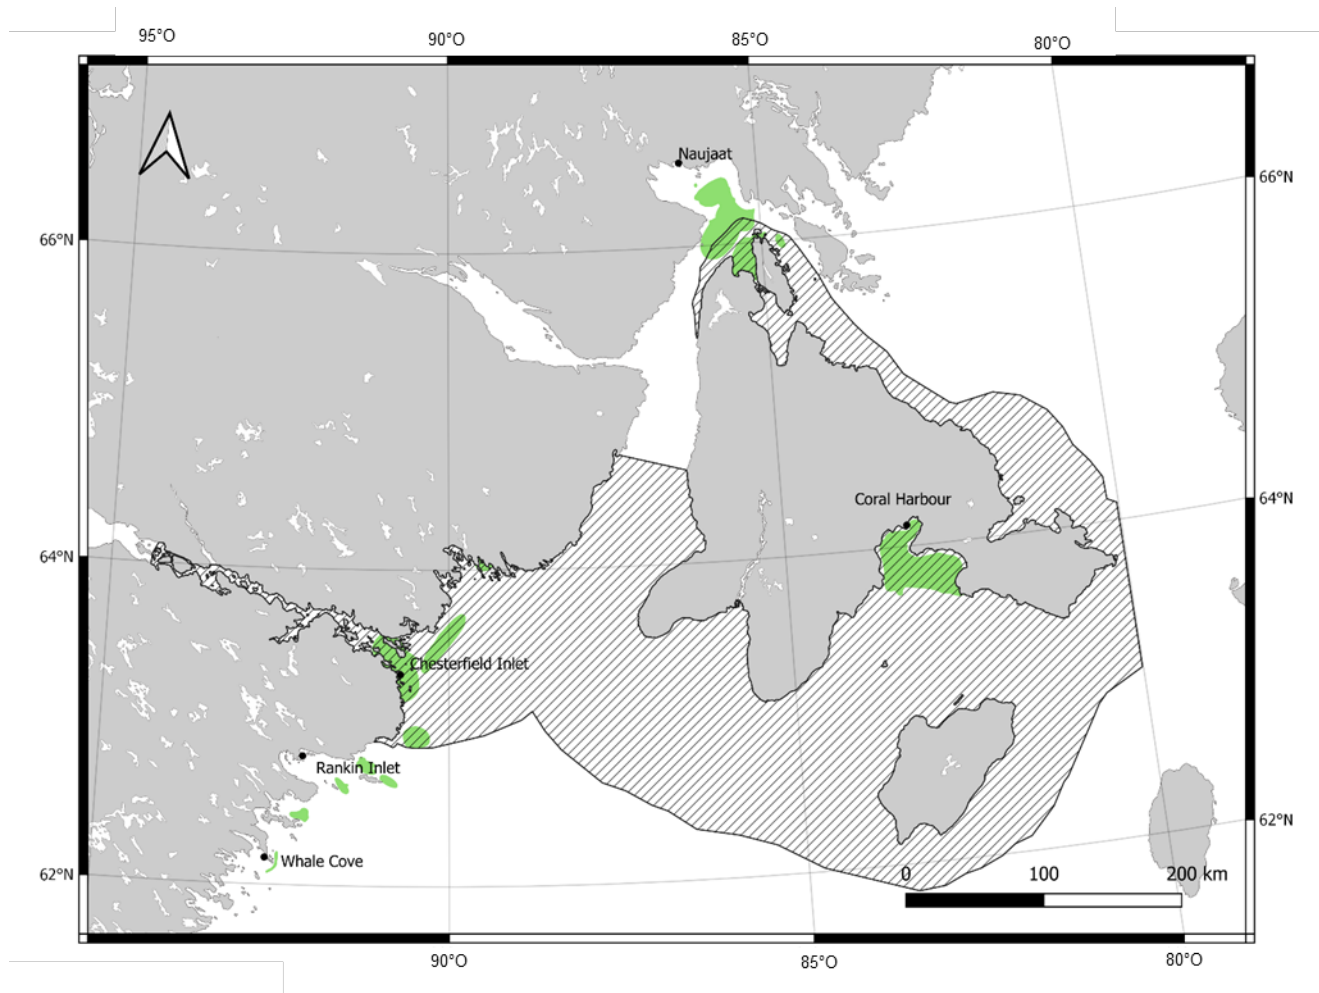 95°O
90°O
85°O
80°O
Naujaat
66°N
66°N
Coral Harbour
64°N
64°N
Chesterfield Inlet
Rankin Inlet
62°N
Whale Cove
62°N
0 100 200 km
90°O
85°O
80°O